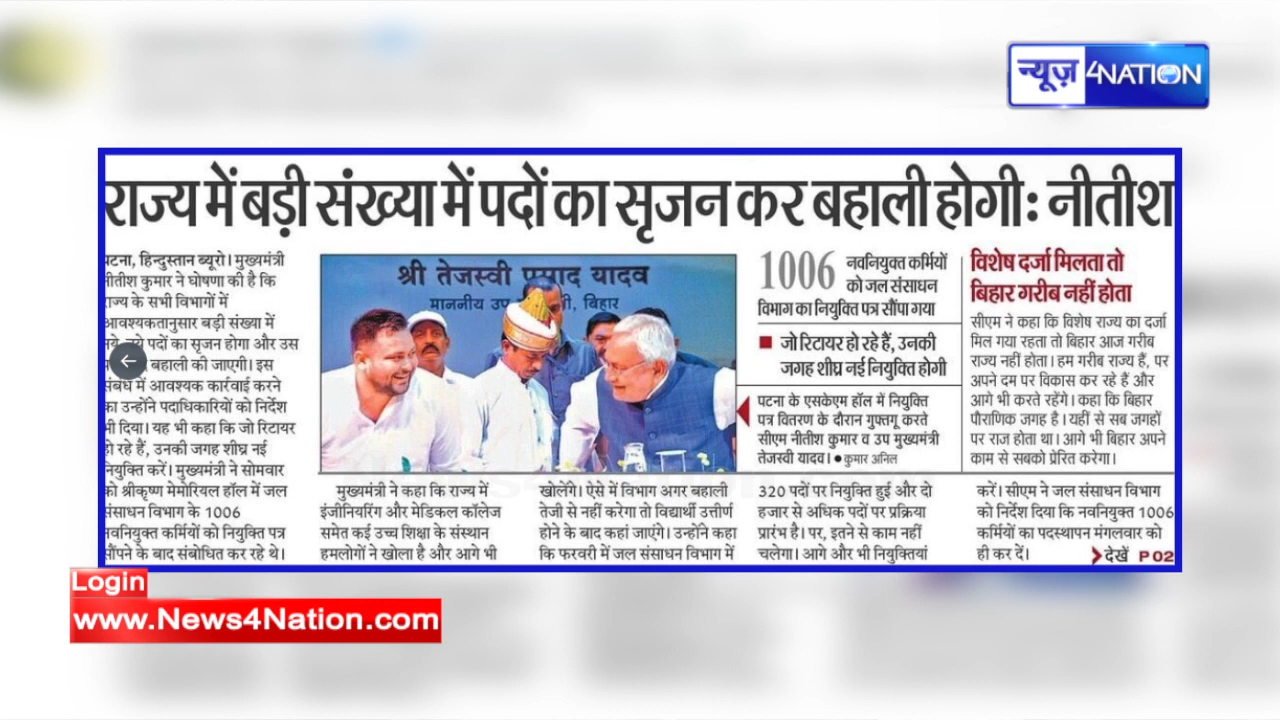 न्यूज़ 4NATION
राज्य में बड़ी संख्या में पदों का सृजन कर बहाली होगी: नीतीश
पटना, हिन्दुस्तान ब्यूरो। मुख्यमंत्री
नीतीश कुमार ने घोषणा की है कि
राज्य के सभी विभागों में
आवश्यकतानुसार बड़ी संख्या में
पदों का सृजन होगा और उस
बहाली की जाएगी। इस
संबंध में आवश्यक कार्रवाई करने
का उन्होंने पदाधिकारियों को निर्देश
भी दिया। यह भी कहा कि जो रिटायर
हो रहे हैं, उनकी जगह शीघ्र नई
नियुक्ति करें। मुख्यमंत्री ने सोमवार
को श्रीकृष्ण मेमोरियल हॉल में जल
संसाधन विभाग के 1006
नवनियुक्त कर्मियों को नियुक्ति पत्र
सौंपने के बाद संबोधित कर रहे थे।
श्री तेजस्वी प्रसाद यादव
माननीय उप बिहार
मुख्यमंत्री ने कहा कि राज्य में
इंजीनियरिंग और मेडिकल कॉलेज
समेत कई उच्च शिक्षा के संस्थान
हमलोगों ने खोला है और आगे भी
खोलेंगे। ऐसे में विभाग अगर बहाली
तेजी से नहीं करेगा तो विद्यार्थी उत्तीर्ण
होने के बाद कहां जाएंगे। उन्होंने कहा
कि फरवरी में जल संसाधन विभाग में
1006 नवनियुक्त कर्मियों
को जल संसाधन
विभाग का नियुक्ति पत्र सौंपा गया
■ जो रिटायर हो रहे हैं, उनकी
जगह शीघ्र नई नियुक्ति होगी
पटना के एसकेएम हॉल में नियुक्ति
पत्र वितरण के दौरान गुफ्तगू करते
सीएम नीतीश कुमार व उप मुख्यमंत्री
तेजस्वी यादव। ● कुमार अनिल
320 पदों पर नियुक्ति हुई और दो
हजार से अधिक पदों पर प्रक्रिया
प्रारंभ है। पर, इतने से काम नहीं
चलेगा। आगे और भी नियुक्तियां
करें। सीएम ने जल संसाधन विभाग
को निर्देश दिया कि नवनियुक्त 1006
कर्मियों का पदस्थापन मंगलवार को
ही कर दें। देखें P 02
विशेष दर्जा मिलता तो
बिहार गरीब नहीं होता
सीएम ने कहा कि विशेष राज्य का दर्जा
मिल गया रहता तो बिहार आज गरीब
राज्य नहीं होता। हम गरीब राज्य हैं, पर
अपने दम पर विकास कर रहे हैं और
आगे भी करते रहेंगे। कहा कि बिहार
पौराणिक जगह है। यहीं से सब जगहों
पर राज होता था। आगे भी बिहार अपने
काम से सबको प्रेरित करेगा।
Login
www.News4Nation.com